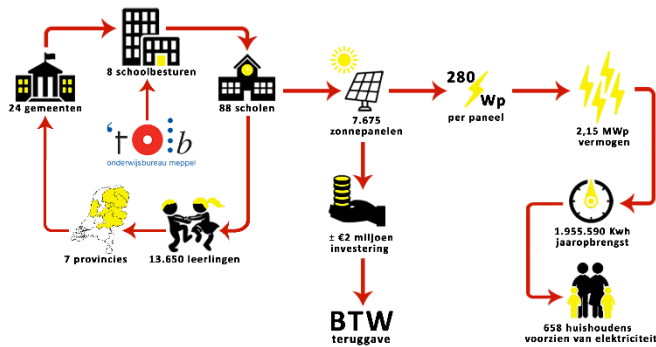 24 gemeenten
8 schoolbesturen
88 scholen
't oib
onderwijsbureau meppel
7 provincies
13.650 leerlingen
7.675
zonnepanelen
280
Wp
per paneel
2,15 MWp
vermogen
± €2 miljoen
investering
BTW
teruggave
1.955.590 Kwh
jaaropbrengst
658 huishoudens
voorzien van elektriciteit